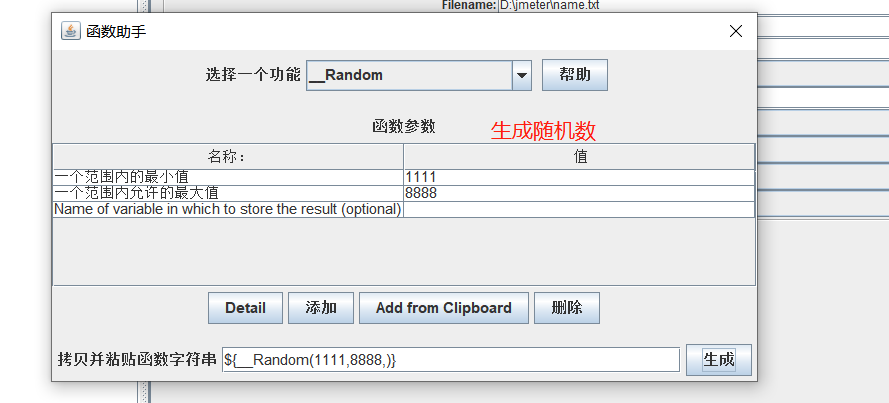 Filename: D:\jmeter\name.txt
函数助手
选择一个功能 __Random 帮助
函数参数 生成随机数
名称: 值
一个范围内的最小值 1111
一个范围内允许的最大值 8888
Name of variable in which to store the result (optional)
Detail 添加 Add from Clipboard 删除
拷贝并粘贴函数字符串 ${__Random(1111,8888,)} 生成